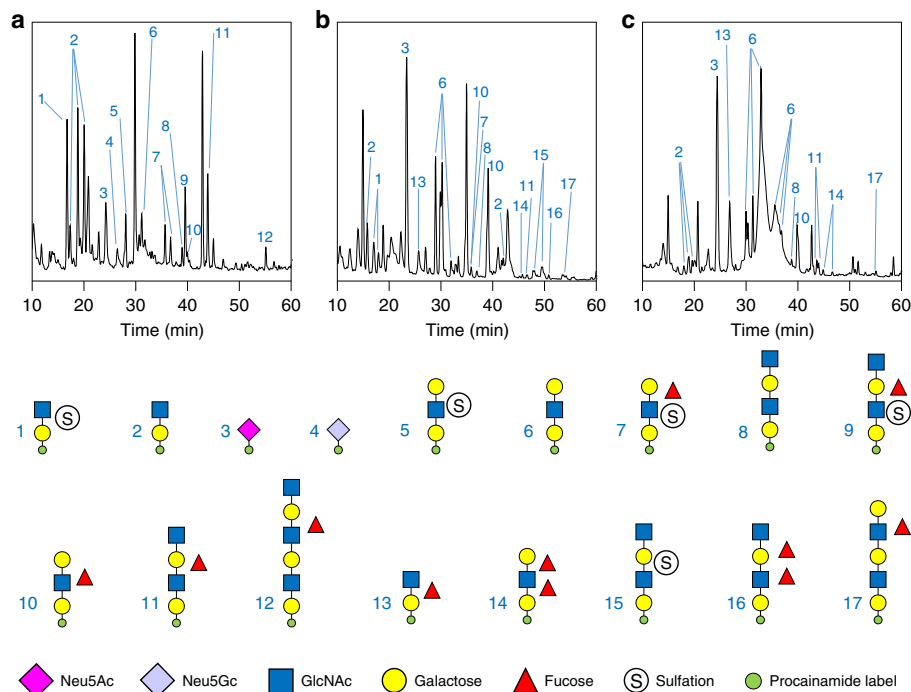 a b c
2 6 11
1 5 8 4 7 9 3 10 12
3 6 10 7 8 10 15 2 1 13 2 11 14 16 17
13 6 3 6 2 11 8 14 17 10
10 20 30 40 50 60 10 20 30 40 50 60 10 20 30 40 50 60
Time (min) Time (min) Time (min)
S S S S
1 2 3 4 5 6 7 8 9
S
10 11 12 13 14 15 16 17
Neu5Ac Neu5Gc GlcNAc Galactose Fucose S Sulfation Procainamide label